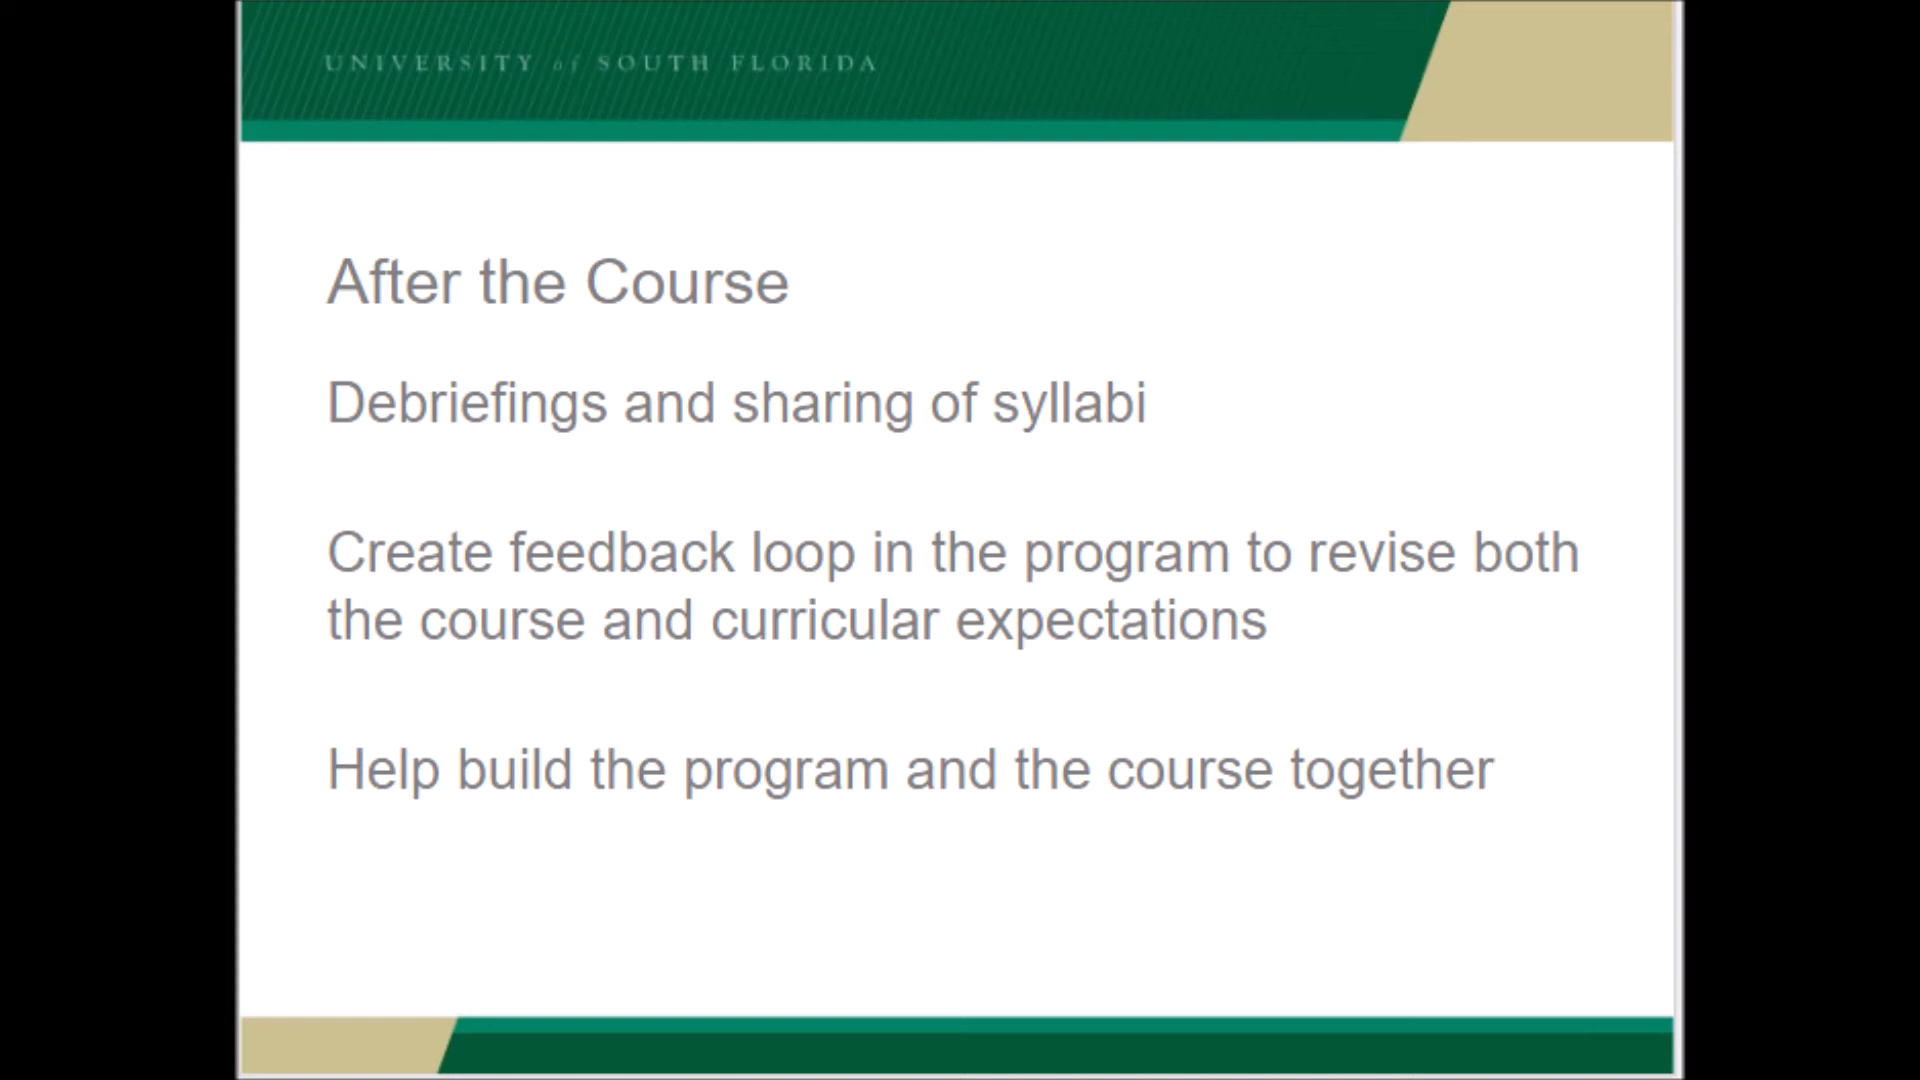 UNIVERSITY of SOUTH FLORIDA
After the Course
Debriefings and sharing of syllabi
Create feedback loop in the program to revise both
the course and curricular expectations
Help build the program and the course together